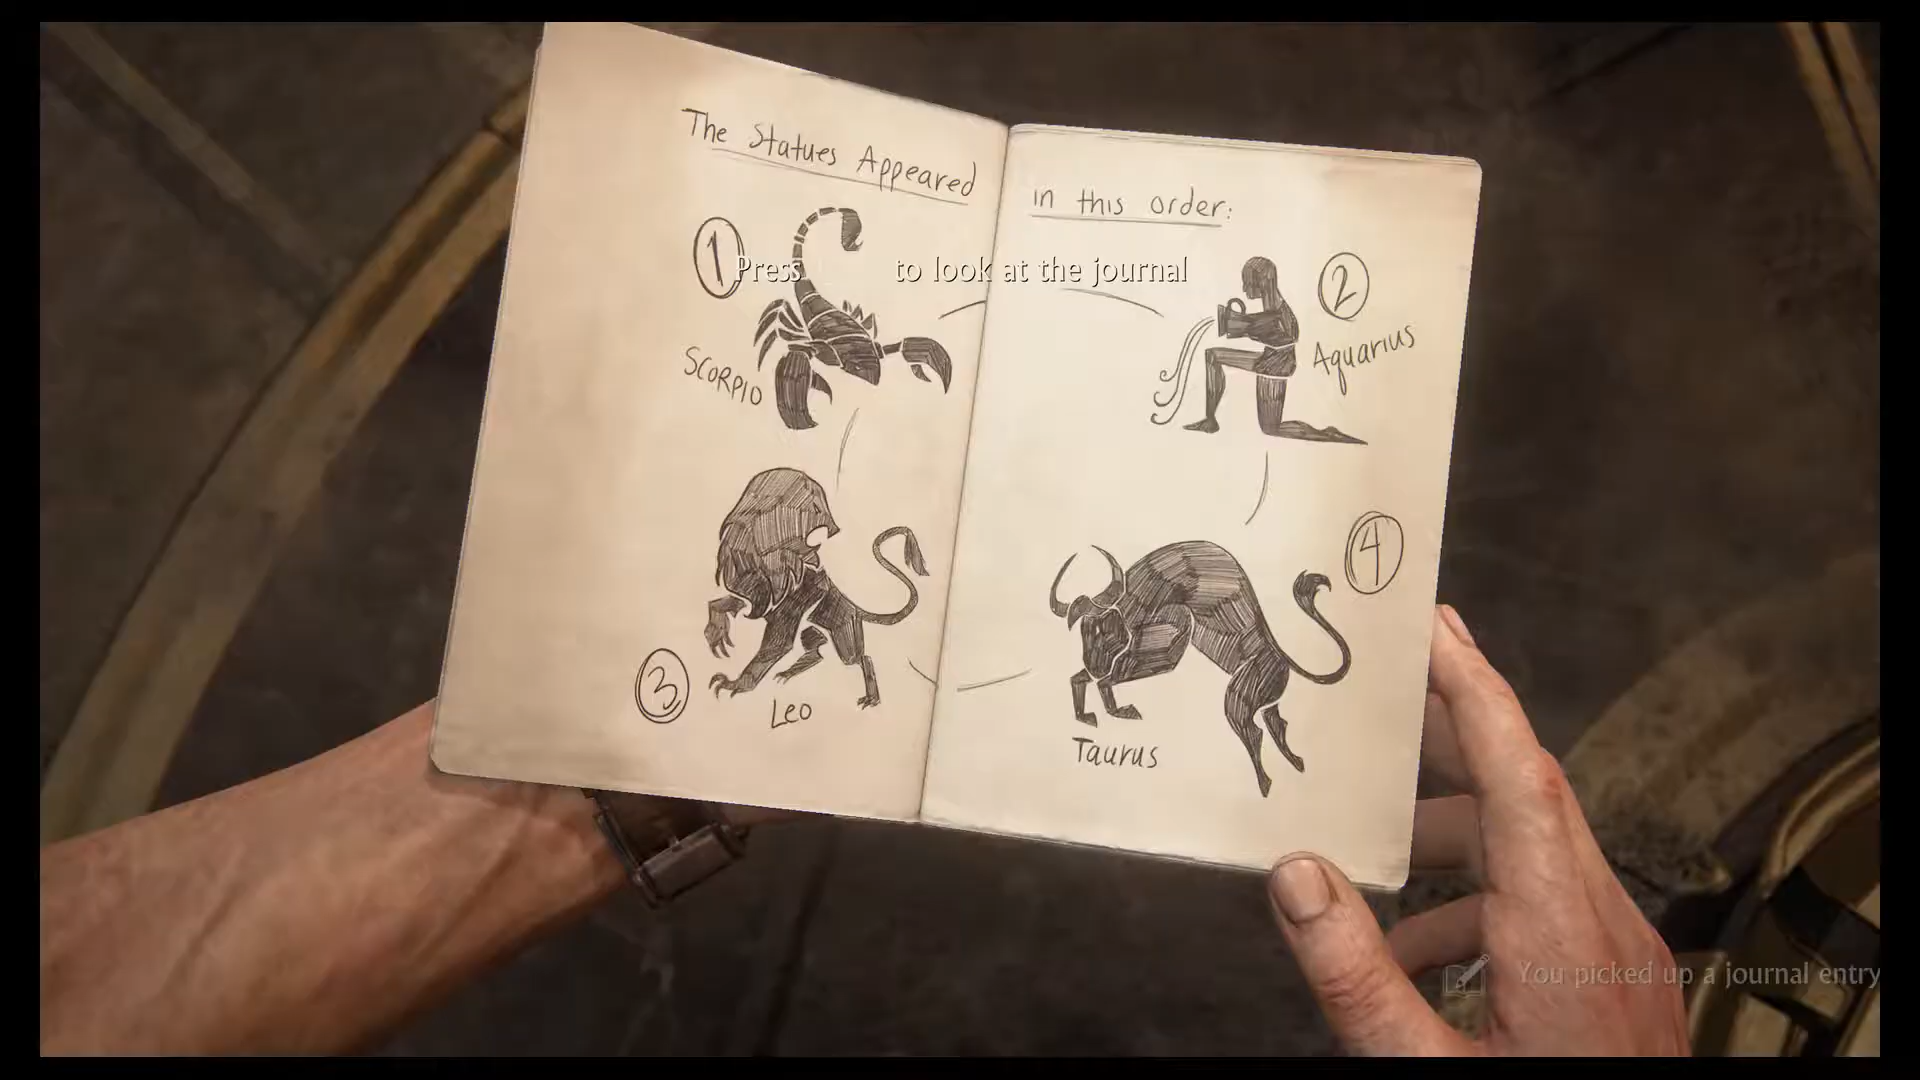 The Statues Appeared
in this order:
1
Press to look at the journal
2
SCORPIO
Aquarius
3
Leo
4
Taurus
You picked up a journal entry